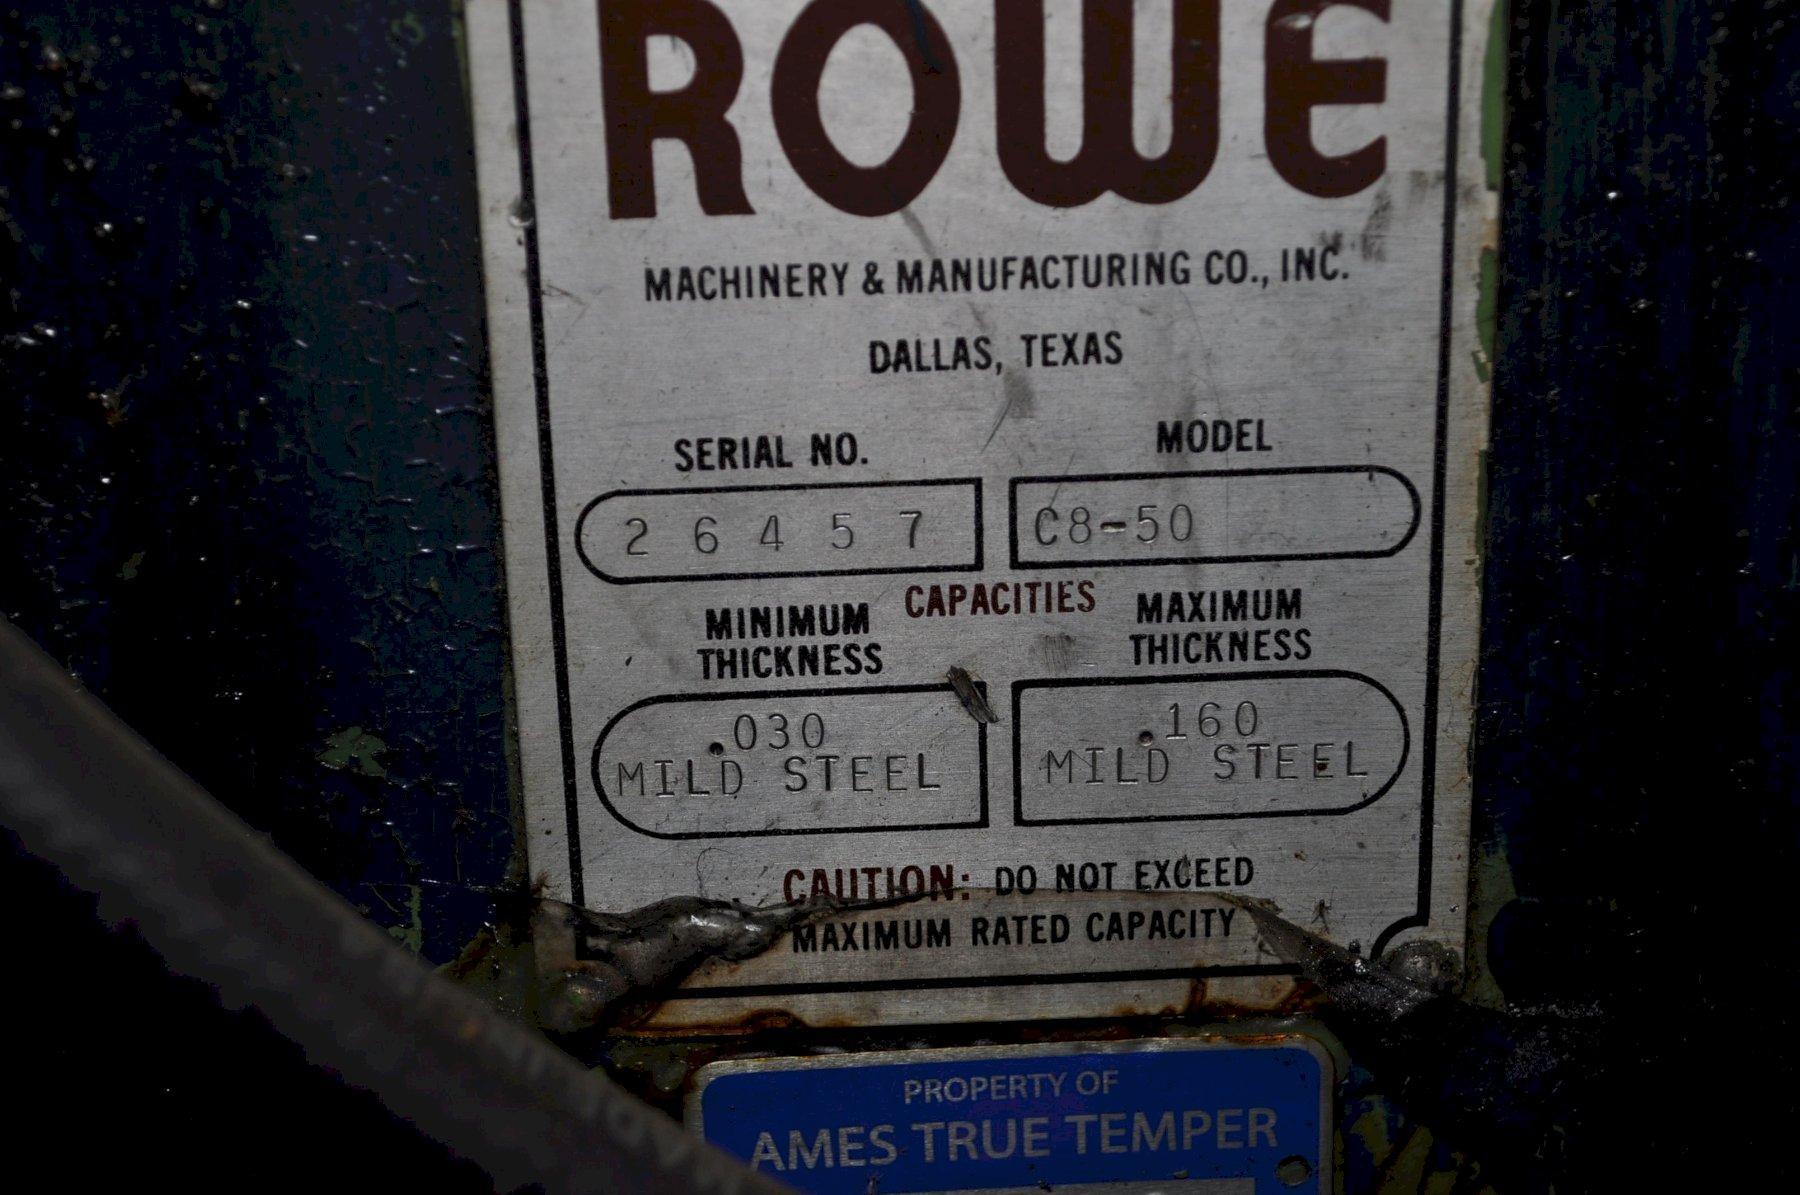 ROWE
MACHINERY & MANUFACTURING CO., INC.
DALLAS, TEXAS
SERIAL NO. MODEL
2 6 4 5 7 C8-50
CAPACITIES
MINIMUM THICKNESS MAXIMUM THICKNESS
.030 .160
MILD STEEL MILD STEEL
CAUTION: DO NOT EXCEED
MAXIMUM RATED CAPACITY
PROPERTY OF
AMES TRUE TEMPER